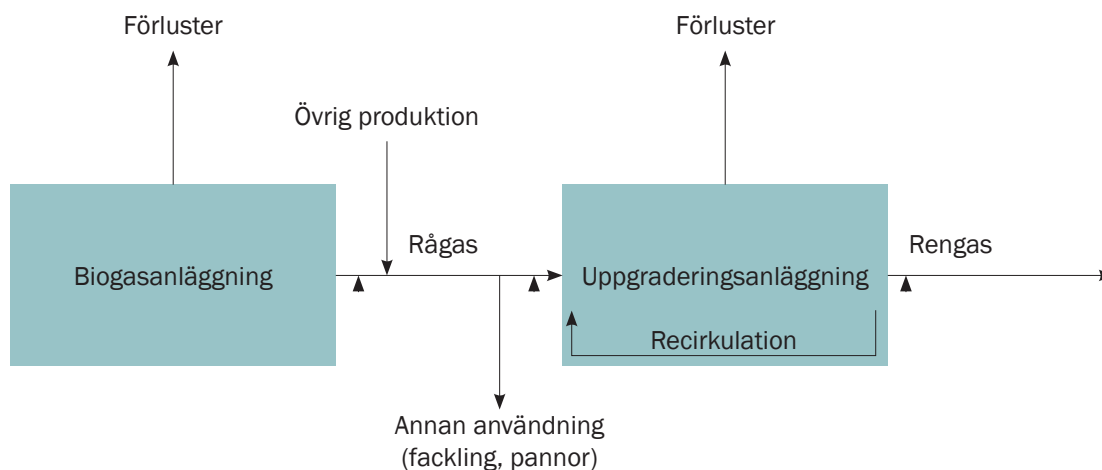 Förluster
Förluster
Övrig produktion
Rågas
Rengas
Biogasanläggning
Uppgraderingsanläggning
Recirkulation
Annan användning
(fackling, pannor)